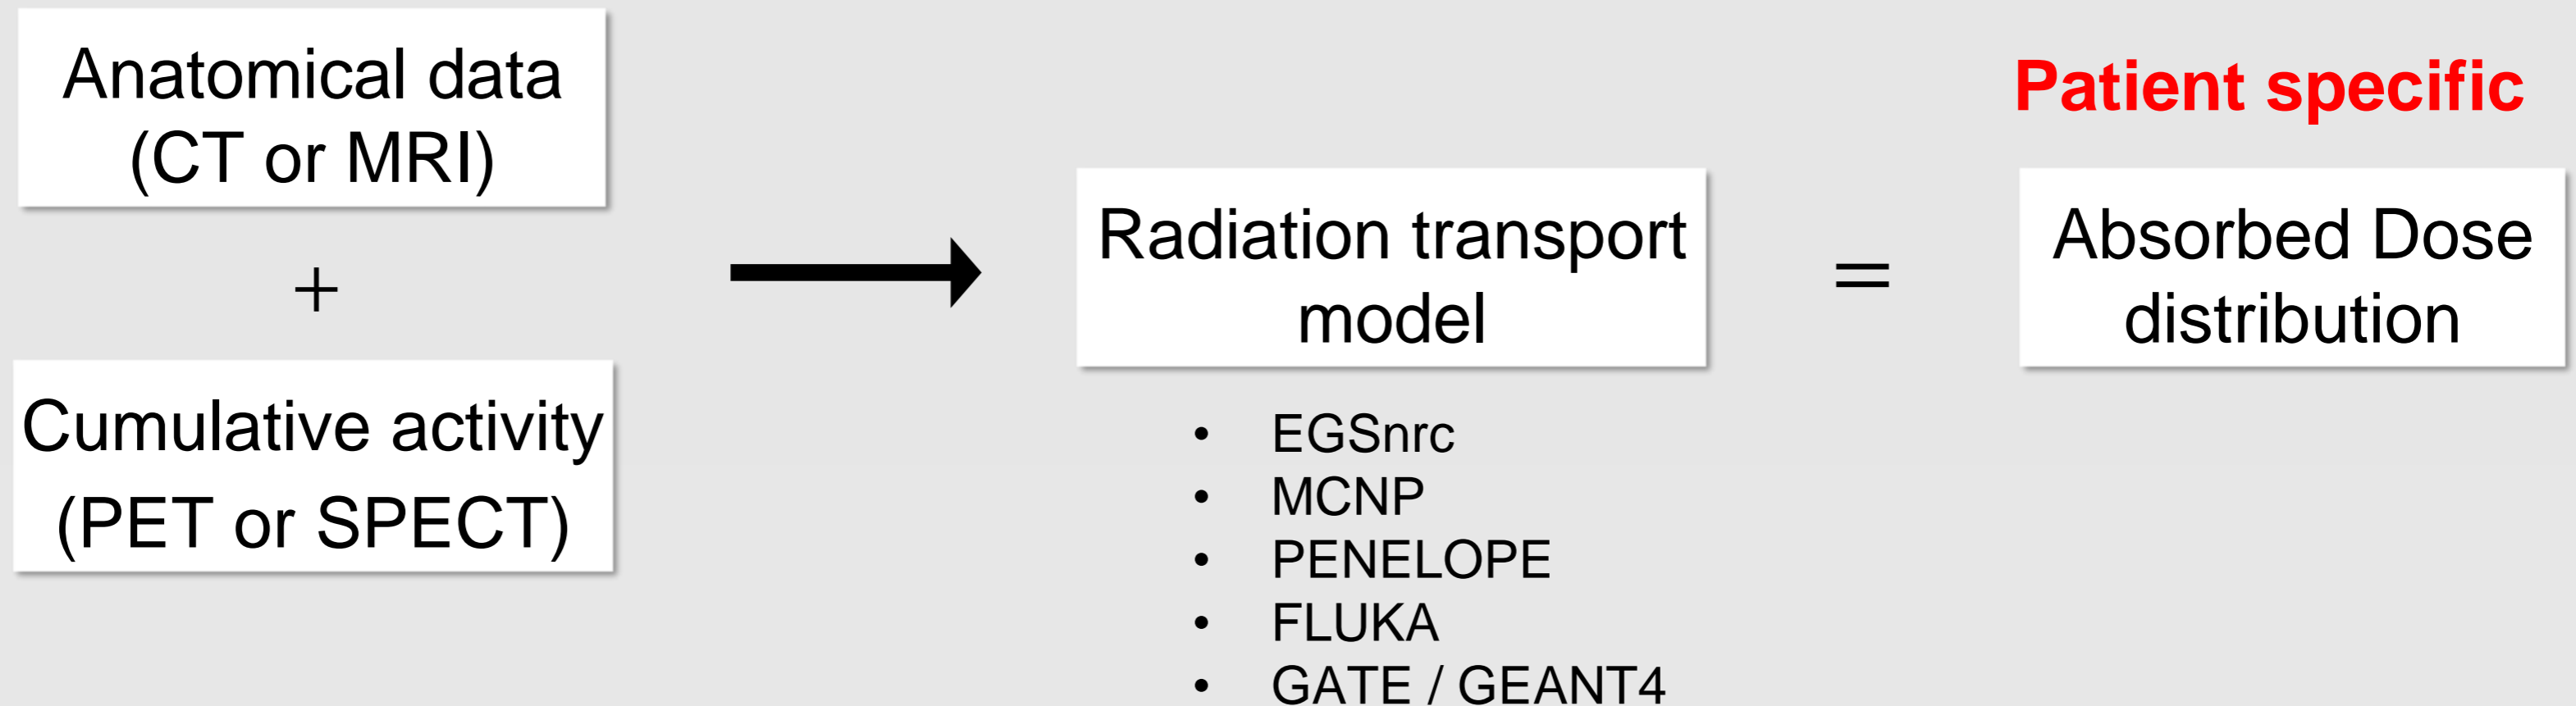 Anatomical data
(CT or MRI)
+
Cumulative activity
(PET or SPECT)
Radiation transport
model
• EGSnrc
• MCNP
• PENELOPE
• FLUKA
• GATE / GEANT4
=
Patient specific
Absorbed Dose
distribution